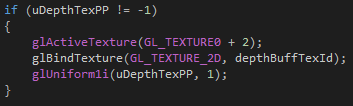 if (uDepthTexPP != -1)
{
glActiveTexture(GL_TEXTURE0 + 2);
glBindTexture(GL_TEXTURE_2D, depthBuffTexId);
glUniform1i(uDepthTexPP, 1);
}